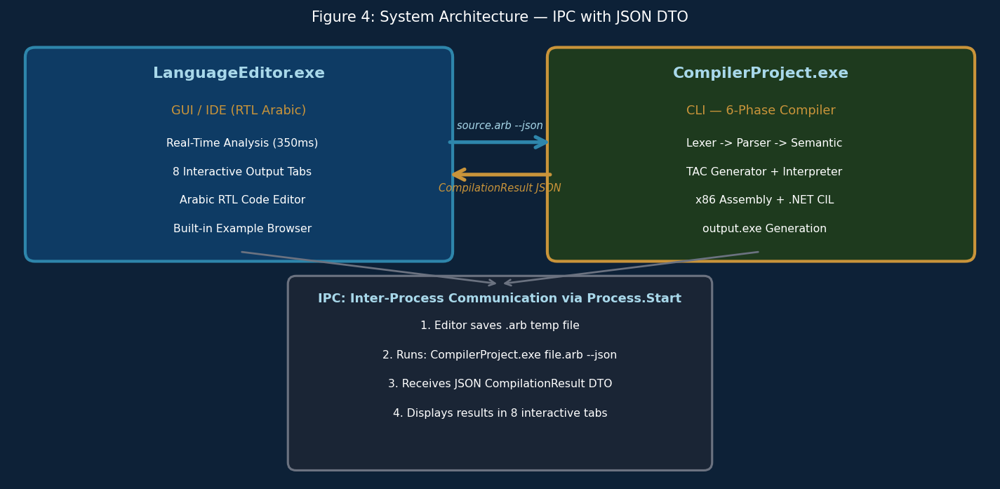 Figure 4: System Architecture — IPC with JSON DTO
LanguageEditor.exe
GUI / IDE (RTL Arabic)
Real-Time Analysis (350ms)
8 Interactive Output Tabs
Arabic RTL Code Editor
Built-in Example Browser
source.arb --json
CompilationResult JSON
CompilerProject.exe
CLI — 6-Phase Compiler
Lexer -> Parser -> Semantic
TAC Generator + Interpreter
x86 Assembly + .NET CIL
output.exe Generation
IPC: Inter-Process Communication via Process.Start
1. Editor saves .arb temp file
2. Runs: CompilerProject.exe file.arb --json
3. Receives JSON CompilationResult DTO
4. Displays results in 8 interactive tabs